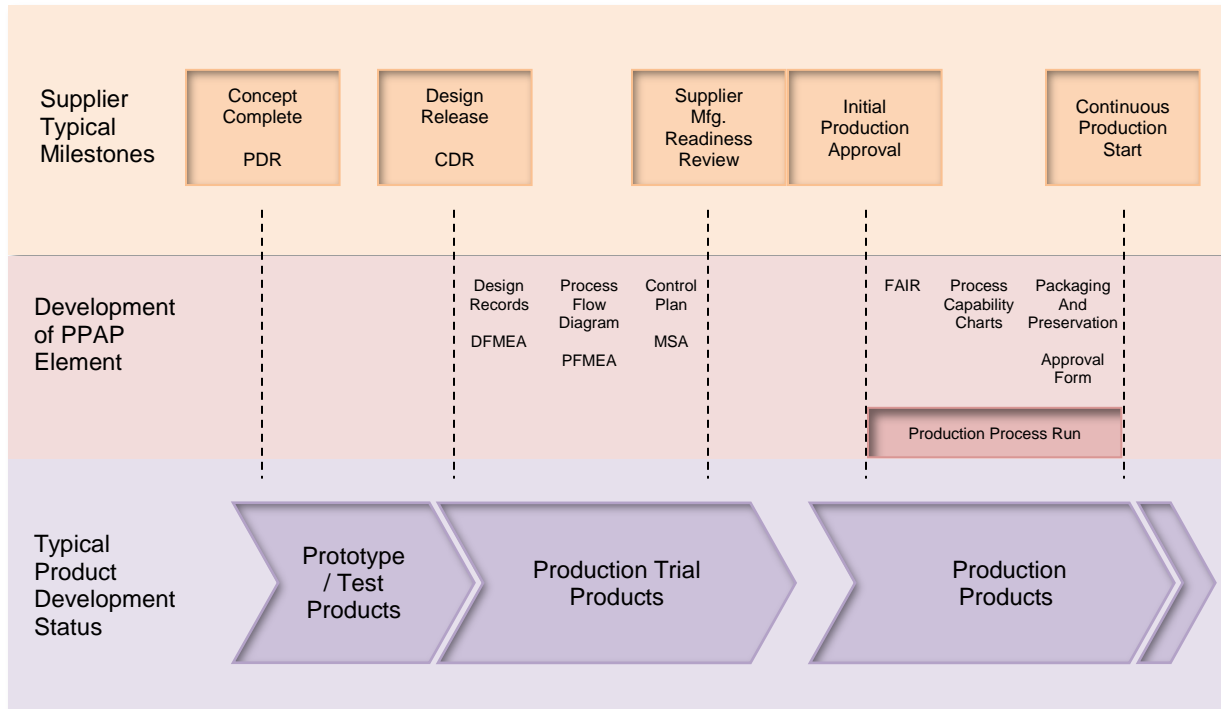 Supplier
Typical
Milestones
Concept
Complete
PDR
Design
Release
CDR
Supplier
Mfg.
Readiness
Review
Initial
Production
Approval
Continuous
Production
Start
Development
of PPAP
Element
Design
Records
DFMEA
Process
Flow
Diagram
PFMEA
Control
Plan
MSA
FAIR
Process
Capability
Charts
Packaging
And
Preservation
Approval
Form
Production Process Run
Typical
Product
Development
Status
Prototype
/ Test
Products
Production Trial
Products
Production
Products